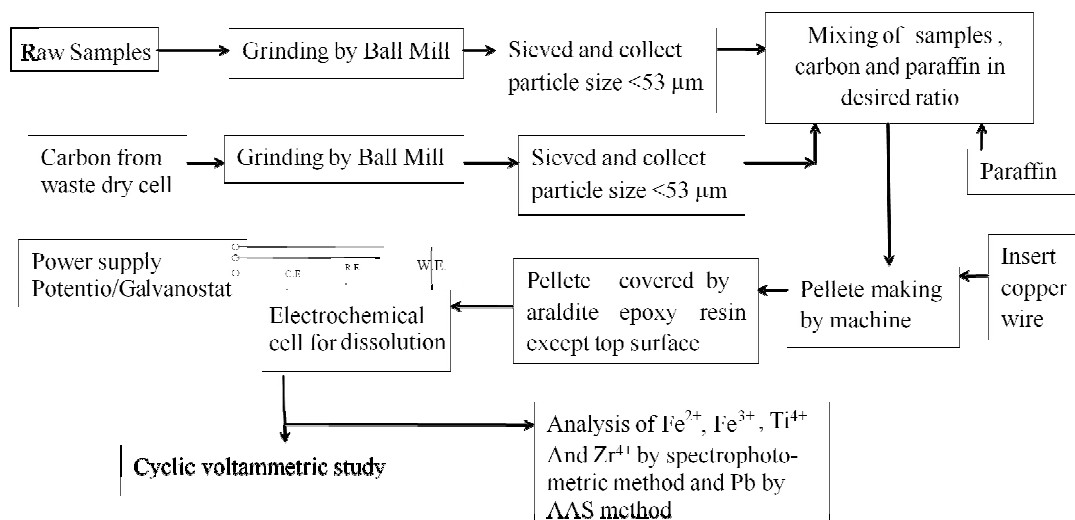 Raw Samples
Grinding by Ball Mill
Sieved and collect
particle size <53 μm
Mixing of samples ,
carbon and paraffin in
desired ratio
Carbon from
waste dry cell
Grinding by Ball Mill
Sieved and collect
particle size <53 μm
Paraffin
Power supply
Potentio/Galvanostat
C.E
R.E
W.E.
Electrochemical
cell for dissolution
Pellete covered by
araldite epoxy resin
except top surface
Pellete making
by machine
Insert
copper
wire
Cyclic voltammetric study
Analysis of Fe²⁺, Fe³⁺ , Ti⁴⁺
And Zr⁴⁺ by spectrophoto-
metric method and Pb by
AAS method